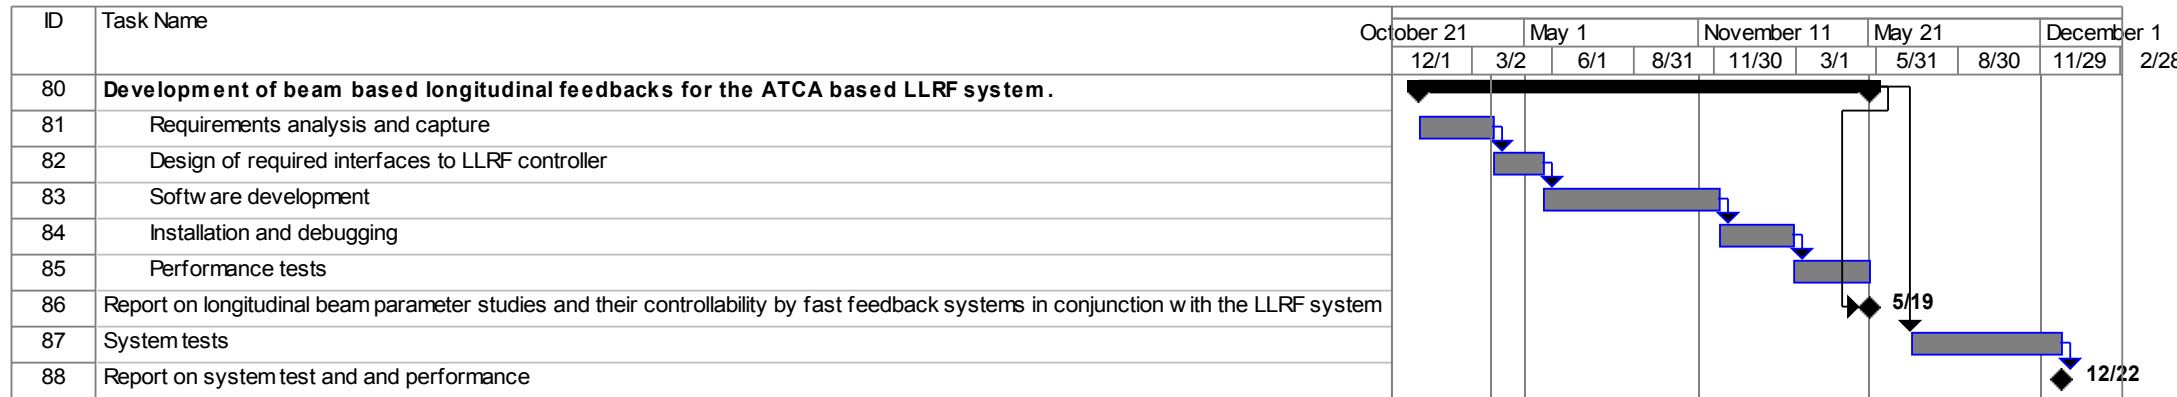 ID Task Name
October 21 May 1 November 11 May 21 December 1
12/1 3/2 6/1 8/31 11/30 3/1 5/31 8/30 11/29 2/28
80 Development of beam based longitudinal feedbacks for the ATCA based LLRF system.
81 Requirements analysis and capture
82 Design of required interfaces to LLRF controller
83 Software development
84 Installation and debugging
85 Performance tests
86 Report on longitudinal beam parameter studies and their controllability by fast feedback systems in conjunction with the LLRF system 5/19
87 System tests
88 Report on system test and and performance 12/22